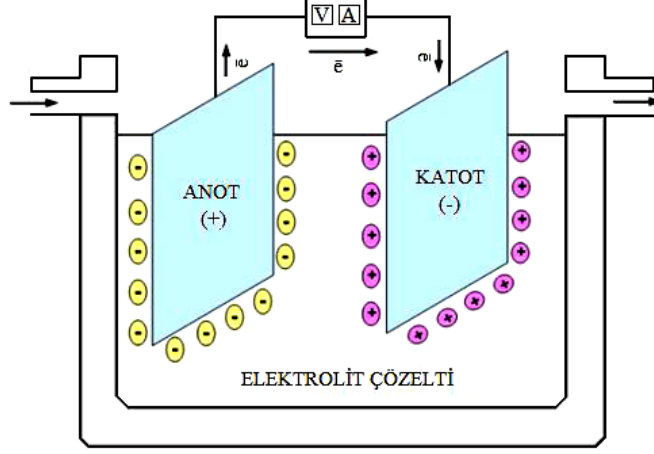 V A
ē ē ē
ANOT
(+)
KATOT
(-)
ELEKTROLİT ÇÖZELTİ